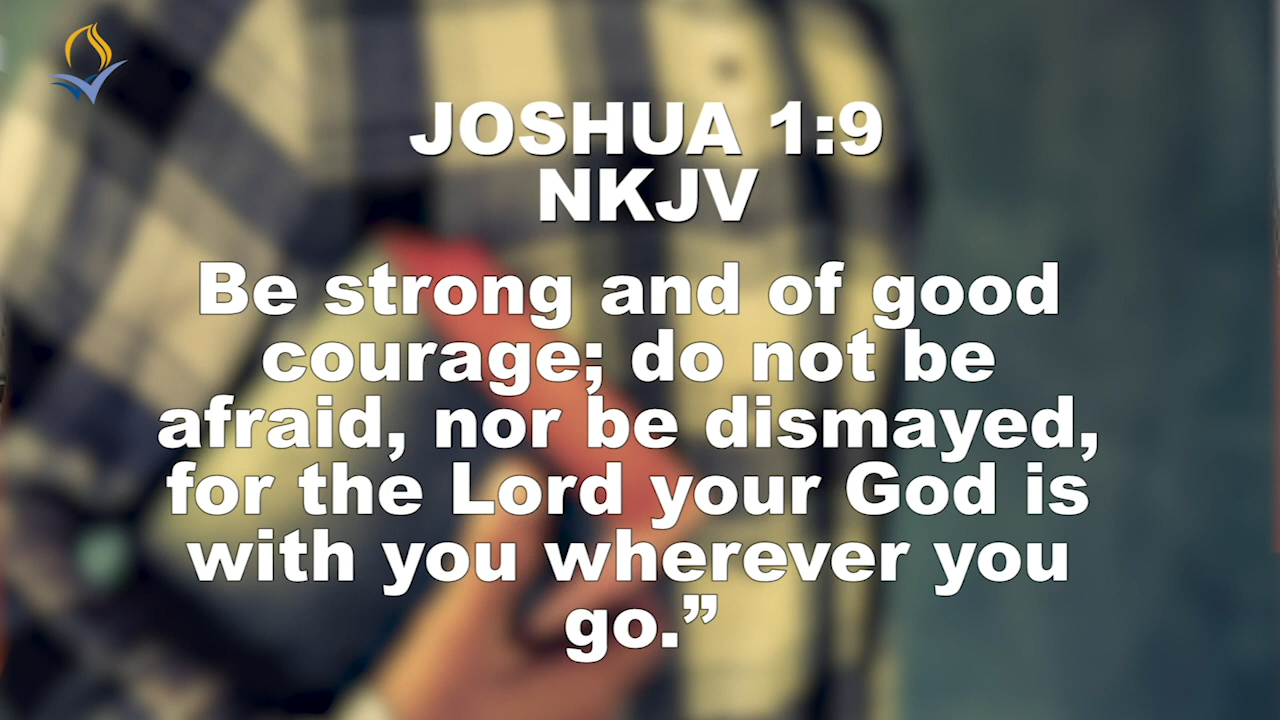 JOSHUA 1:9
NKJV
Be strong and of good
courage; do not be
afraid, nor be dismayed,
for the Lord your God is
with you wherever you
go.”